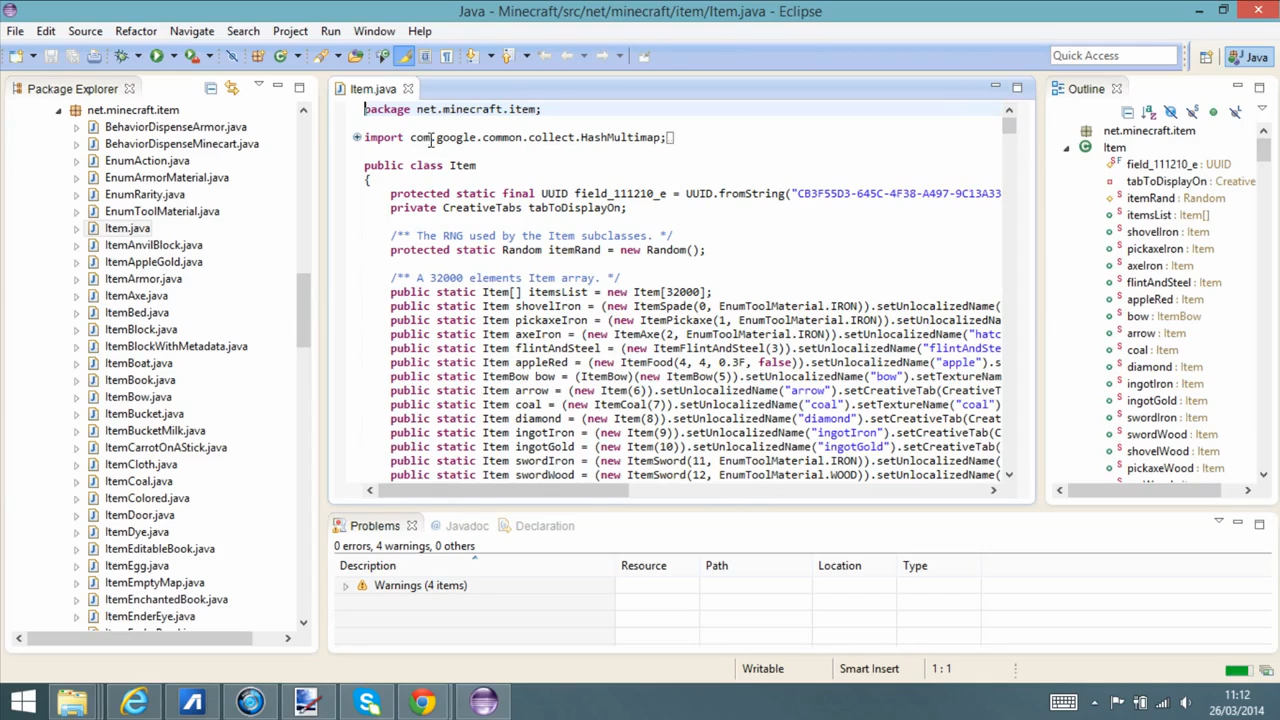 Java - Minecraft/src/net/minecraft/item/Item.java - Eclipse
File Edit Source Refactor Navigate Search Project Run Window Help
Quick Access
Java
Package Explorer
net.minecraft.item
BehaviorDispenseArmor.java
BehaviorDispenseMinecart.java
EnumAction.java
EnumArmorMaterial.java
EnumRarity.java
EnumToolMaterial.java
Item.java
ItemAnvilBlock.java
ItemAppleGold.java
ItemArmor.java
ItemAxe.java
ItemBed.java
ItemBlock.java
ItemBlockWithMetadata.java
ItemBoat.java
ItemBook.java
ItemBow.java
ItemBucket.java
ItemBucketMilk.java
ItemCarrotOnAStick.java
ItemCloth.java
ItemCoal.java
ItemColored.java
ItemDoor.java
ItemDye.java
ItemEditableBook.java
ItemEgg.java
ItemEmptyMap.java
ItemEnchantedBook.java
ItemEnderEye.java
Item.java
package net.minecraft.item;
import com.google.common.collect.HashMultimap;
public class Item
{
protected static final UUID field_111210_e = UUID.fromString("CB3F55D3-645C-4F38-A497-9C13A33
private CreativeTabs tabToDisplayOn;
/** The RNG used by the Item subclasses. */
protected static Random itemRand = new Random();
/** A 32000 elements Item array. */
public static Item[] itemsList = new Item[32000];
public static Item shovelIron = (new ItemSpade(0, EnumToolMaterial.IRON)).setUnlocalizedName(
public static Item pickaxeIron = (new ItemPickaxe(1, EnumToolMaterial.IRON)).setUnlocalizedName(
public static Item axeIron = (new ItemAxe(2, EnumToolMaterial.IRON)).setUnlocalizedName("hatc
public static Item flintAndSteel = (new ItemFlintAndSteel(3)).setUnlocalizedName("flintAndSte
public static Item appleRed = (new ItemFood(4, 4, 0.3F, false)).setUnlocalizedName("apple").s
public static ItemBow bow = (ItemBow)(new ItemBow(5)).setUnlocalizedName("bow").setTextureName
public static Item arrow = (new Item(6)).setUnlocalizedName("arrow").setCreativeTab(CreativeT
public static Item coal = (new ItemCoal(7)).setUnlocalizedName("coal").setTextureName("coal")
public static Item diamond = (new Item(8)).setUnlocalizedName("diamond").setCreativeTab(Creat
public static Item ingotIron = (new Item(9)).setUnlocalizedName("ingotIron").setCreativeTab(C
public static Item ingotGold = (new Item(10)).setUnlocalizedName("ingotGold").setCreativeTab(
public static Item swordIron = (new ItemSword(11, EnumToolMaterial.IRON)).setUnlocalizedName(
public static Item swordWood = (new ItemSword(12, EnumToolMaterial.WOOD)).setUnlocalizedName(
Outline
net.minecraft.item
Item
field_111210_e : UUID
tabToDisplayOn : Creative
itemRand : Random
itemsList : Item[]
shovelIron : Item
pickaxeIron : Item
axeIron : Item
flintAndSteel : Item
appleRed : Item
bow : ItemBow
arrow : Item
coal : Item
diamond : Item
ingotIron : Item
ingotGold : Item
swordIron : Item
swordWood : Item
shovelWood : Item
pickaxeWood : Item
Problems @ Javadoc Declaration
0 errors, 4 warnings, 0 others
Description Resource Path Location Type
Warnings (4 items)
Writable Smart Insert 1 : 1
11:12
26/03/2014